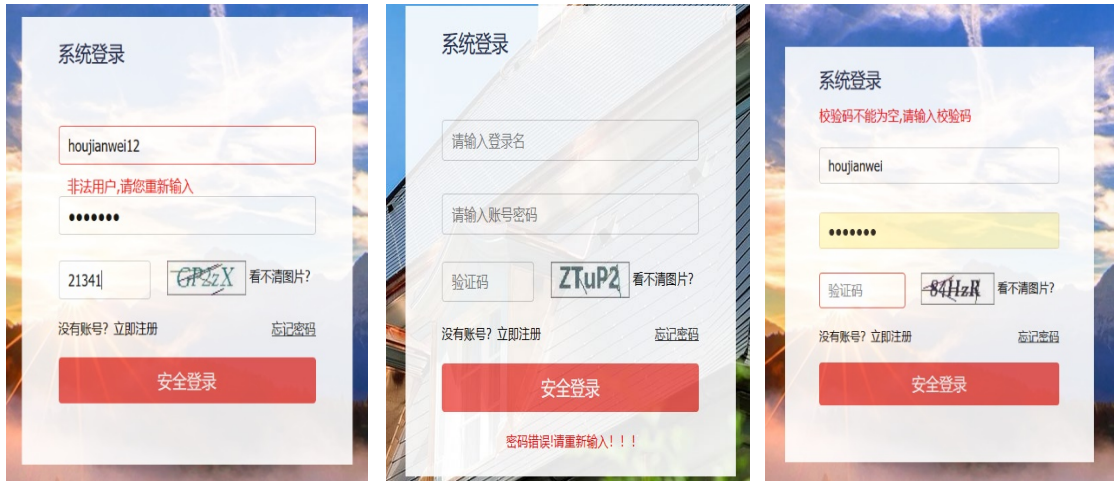 系统登录
houjianwei12
非法用户,请您重新输入
•••••••
21341
GP2zX
看不清图片?
没有账号? 立即注册
忘记密码
安全登录
系统登录
请输入登录名
请输入账号密码
验证码
ZTuP2
看不清图片?
没有账号? 立即注册
忘记密码
安全登录
密码错误!请重新输入！！！
系统登录
校验码不能为空,请输入校验码
houjianwei
•••••••
验证码
84HzR
看不清图片?
没有账号? 立即注册
忘记密码
安全登录